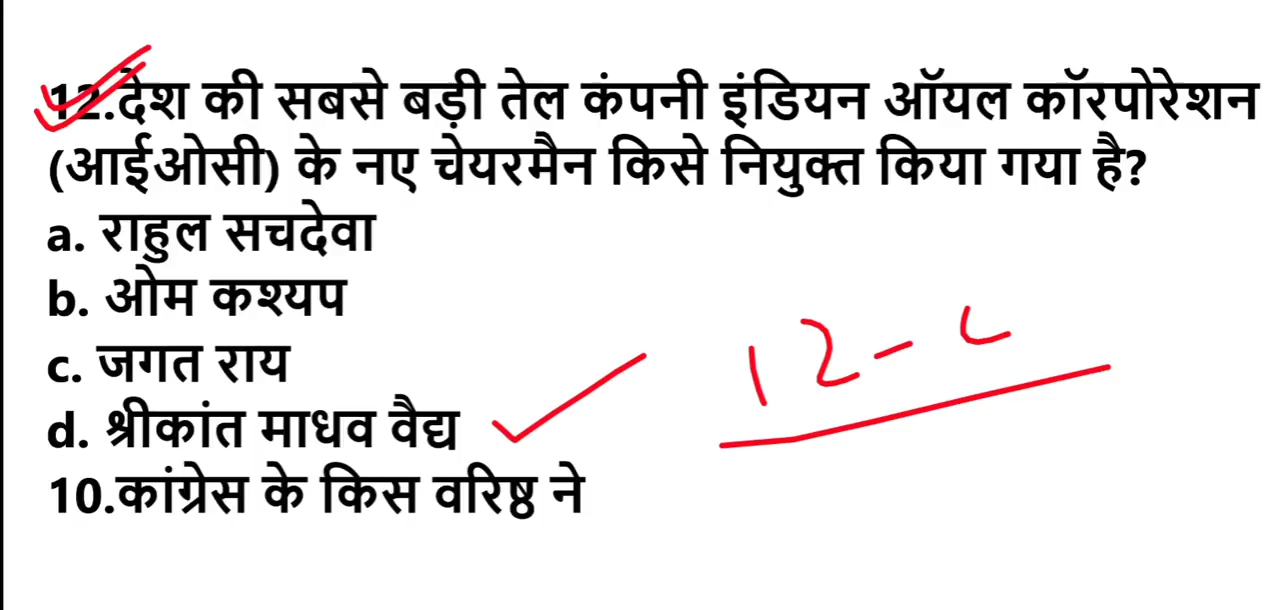 12.देश की सबसे बड़ी तेल कंपनी इंडियन ऑयल कॉरपोरेशन
(आईओसी) के नए चेयरमैन किसे नियुक्त किया गया है?
a. राहुल सचदेवा
b. ओम कश्यप
12-
c. जगत राय
d. श्रीकांत माधव वैद्य
10.कांग्रेस के किस वरिष्ठ ने